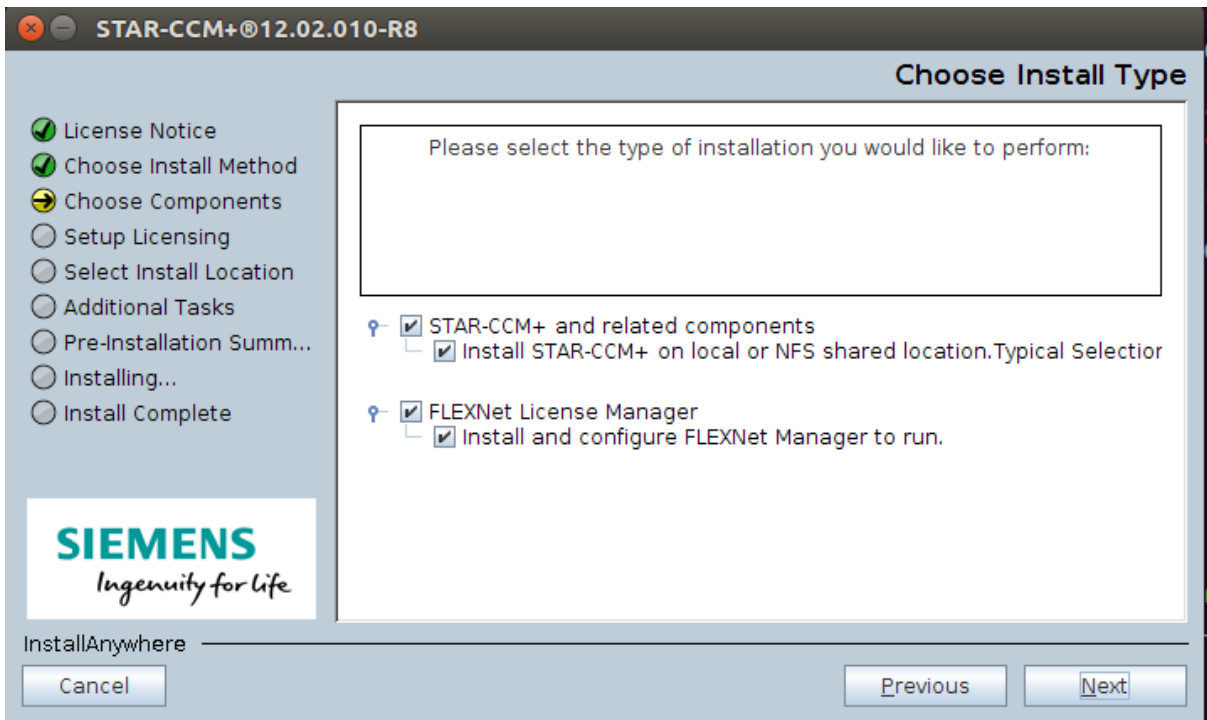 STAR-CCM+®12.02.010-R8
Choose Install Type
License Notice
Choose Install Method
Choose Components
Setup Licensing
Select Install Location
Additional Tasks
Pre-Installation Summ...
Installing...
Install Complete
Please select the type of installation you would like to perform:
STAR-CCM+ and related components
Install STAR-CCM+ on local or NFS shared location.Typical Selection
FLEXNet License Manager
Install and configure FLEXNet Manager to run.
SIEMENS
Ingenuity for life
InstallAnywhere
Cancel
Previous
Next